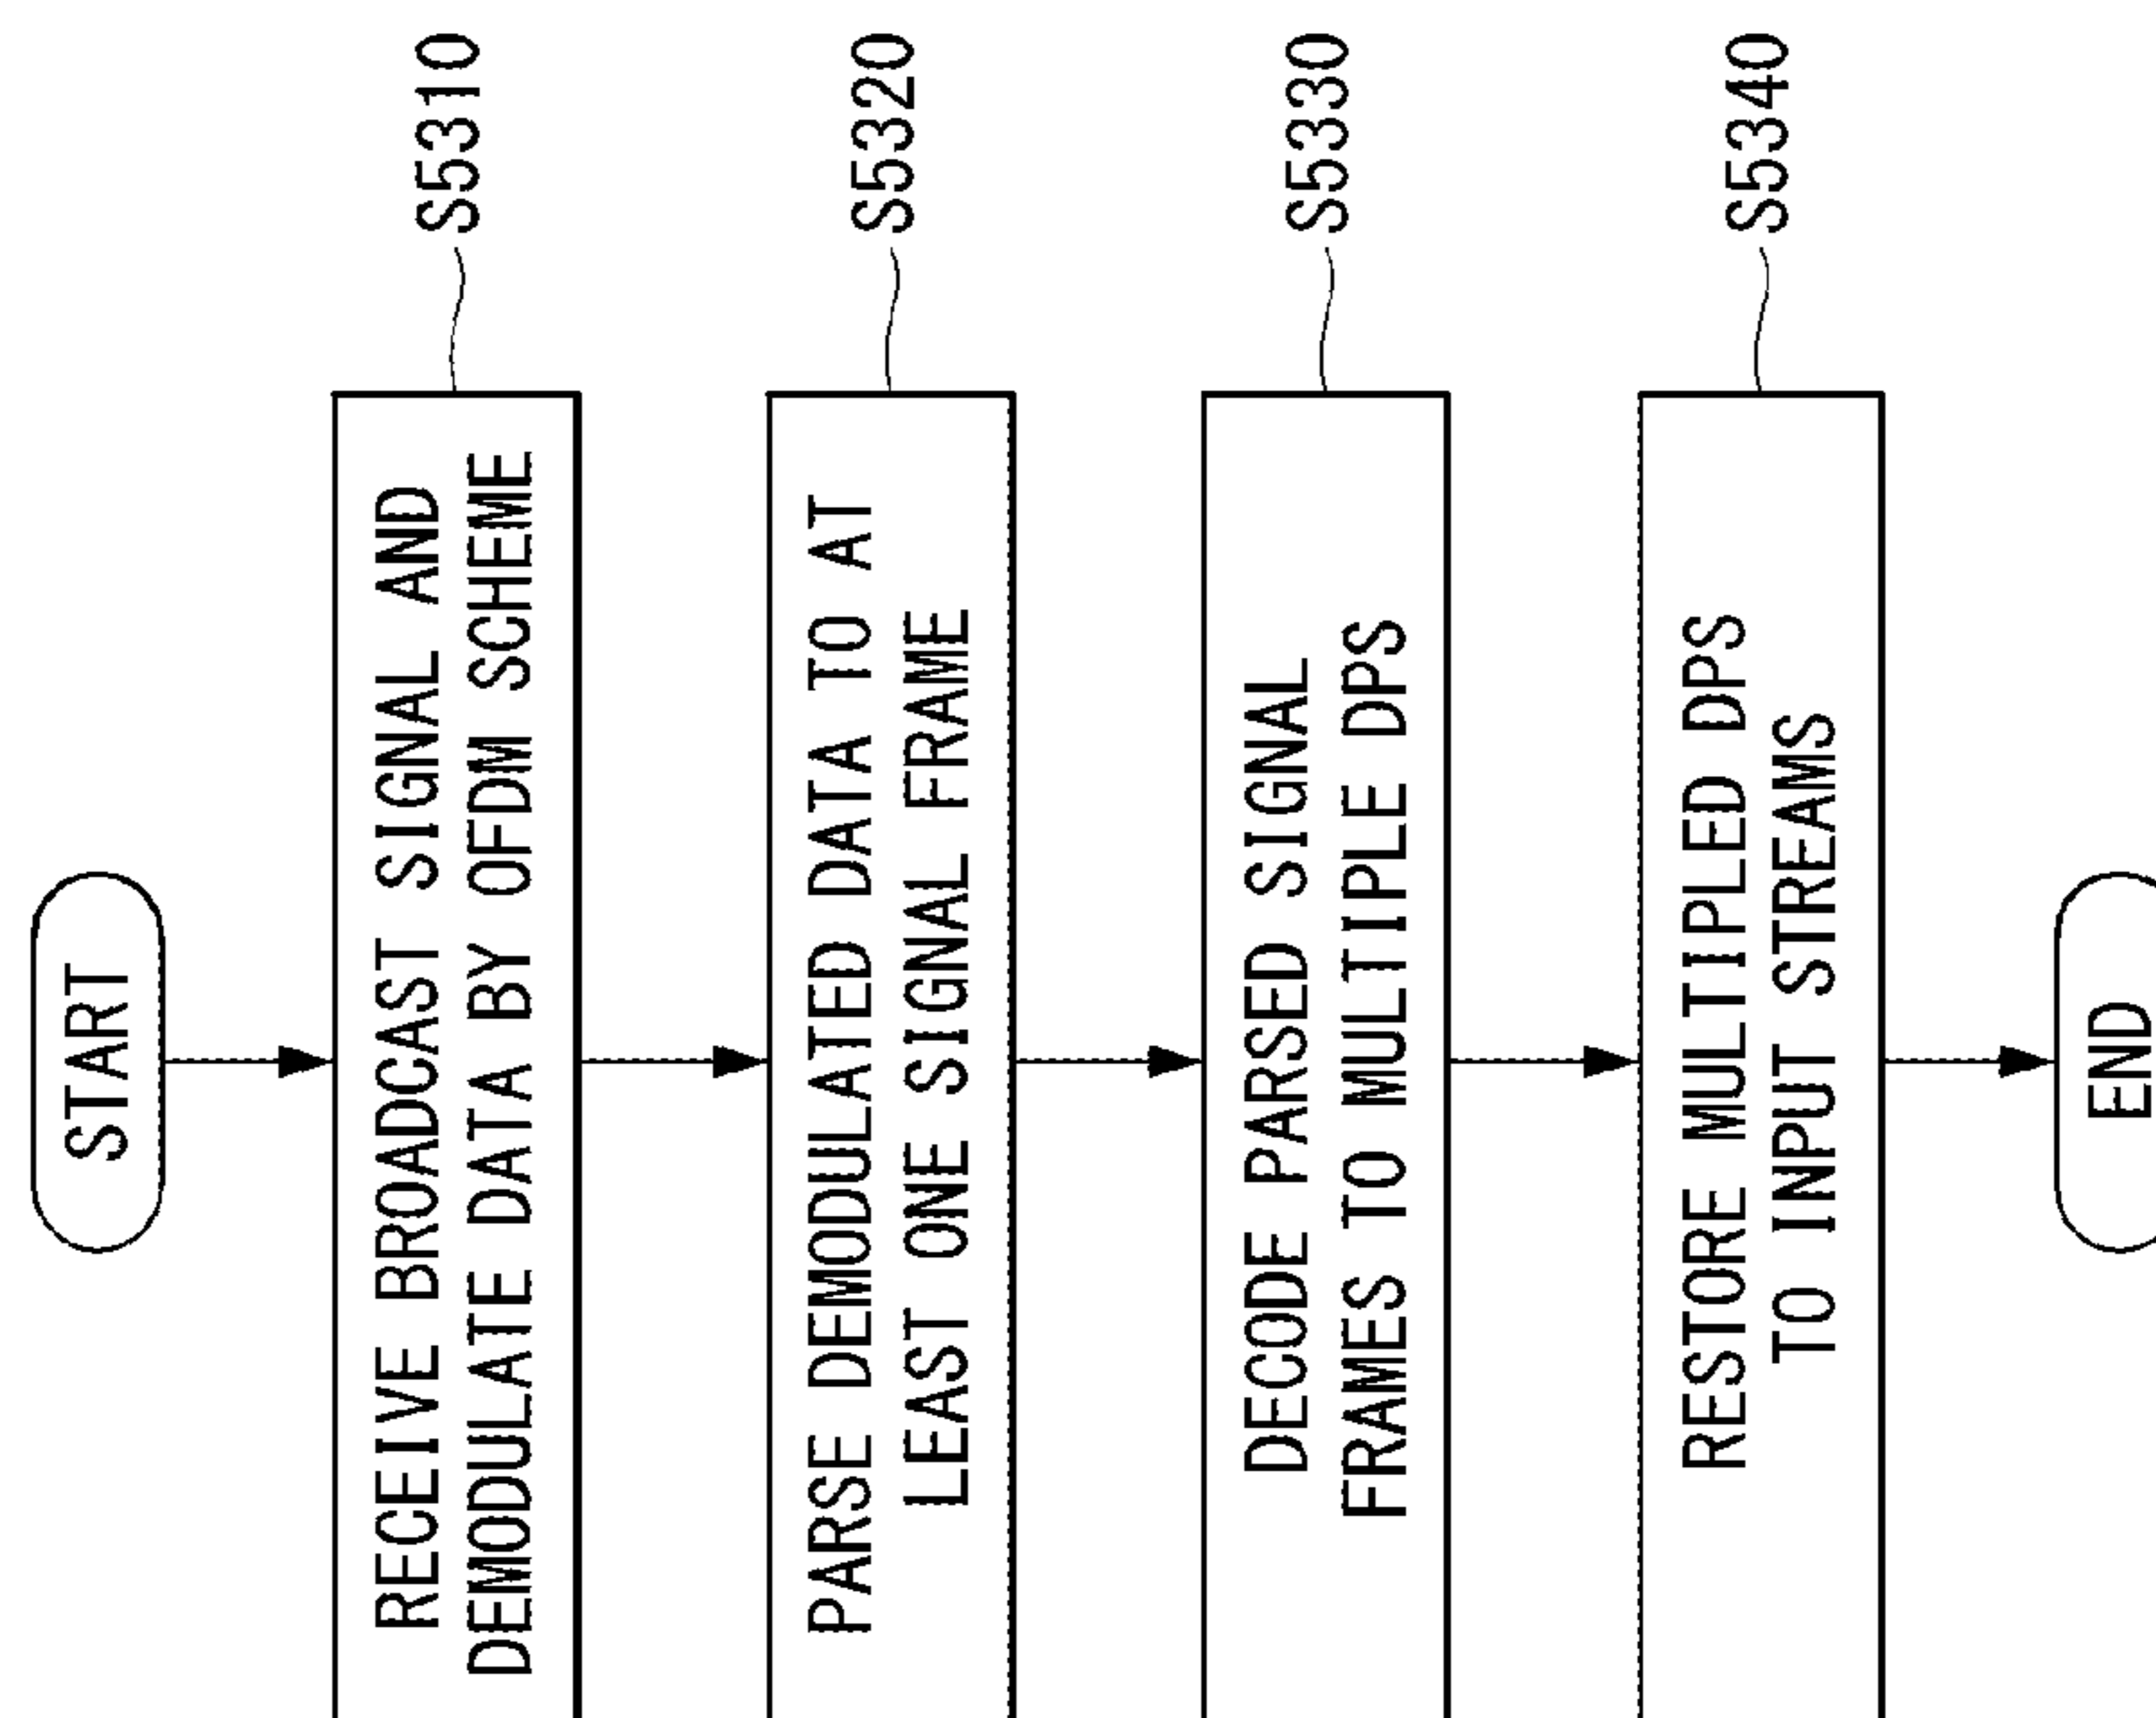 START
RECEIVE BROADCAST SIGNAL AND
DEMODULATE DATA BY OFDM SCHEME
S5310
PARSE DEMODULATED DATA TO AT
LEAST ONE SIGNAL FRAME
S5320
DECODE PARSED SIGNAL
FRAMES TO MULTIPLE DPS
S5330
RESTORE MULTIPLED DPS
TO INPUT STREAMS
S5340
END